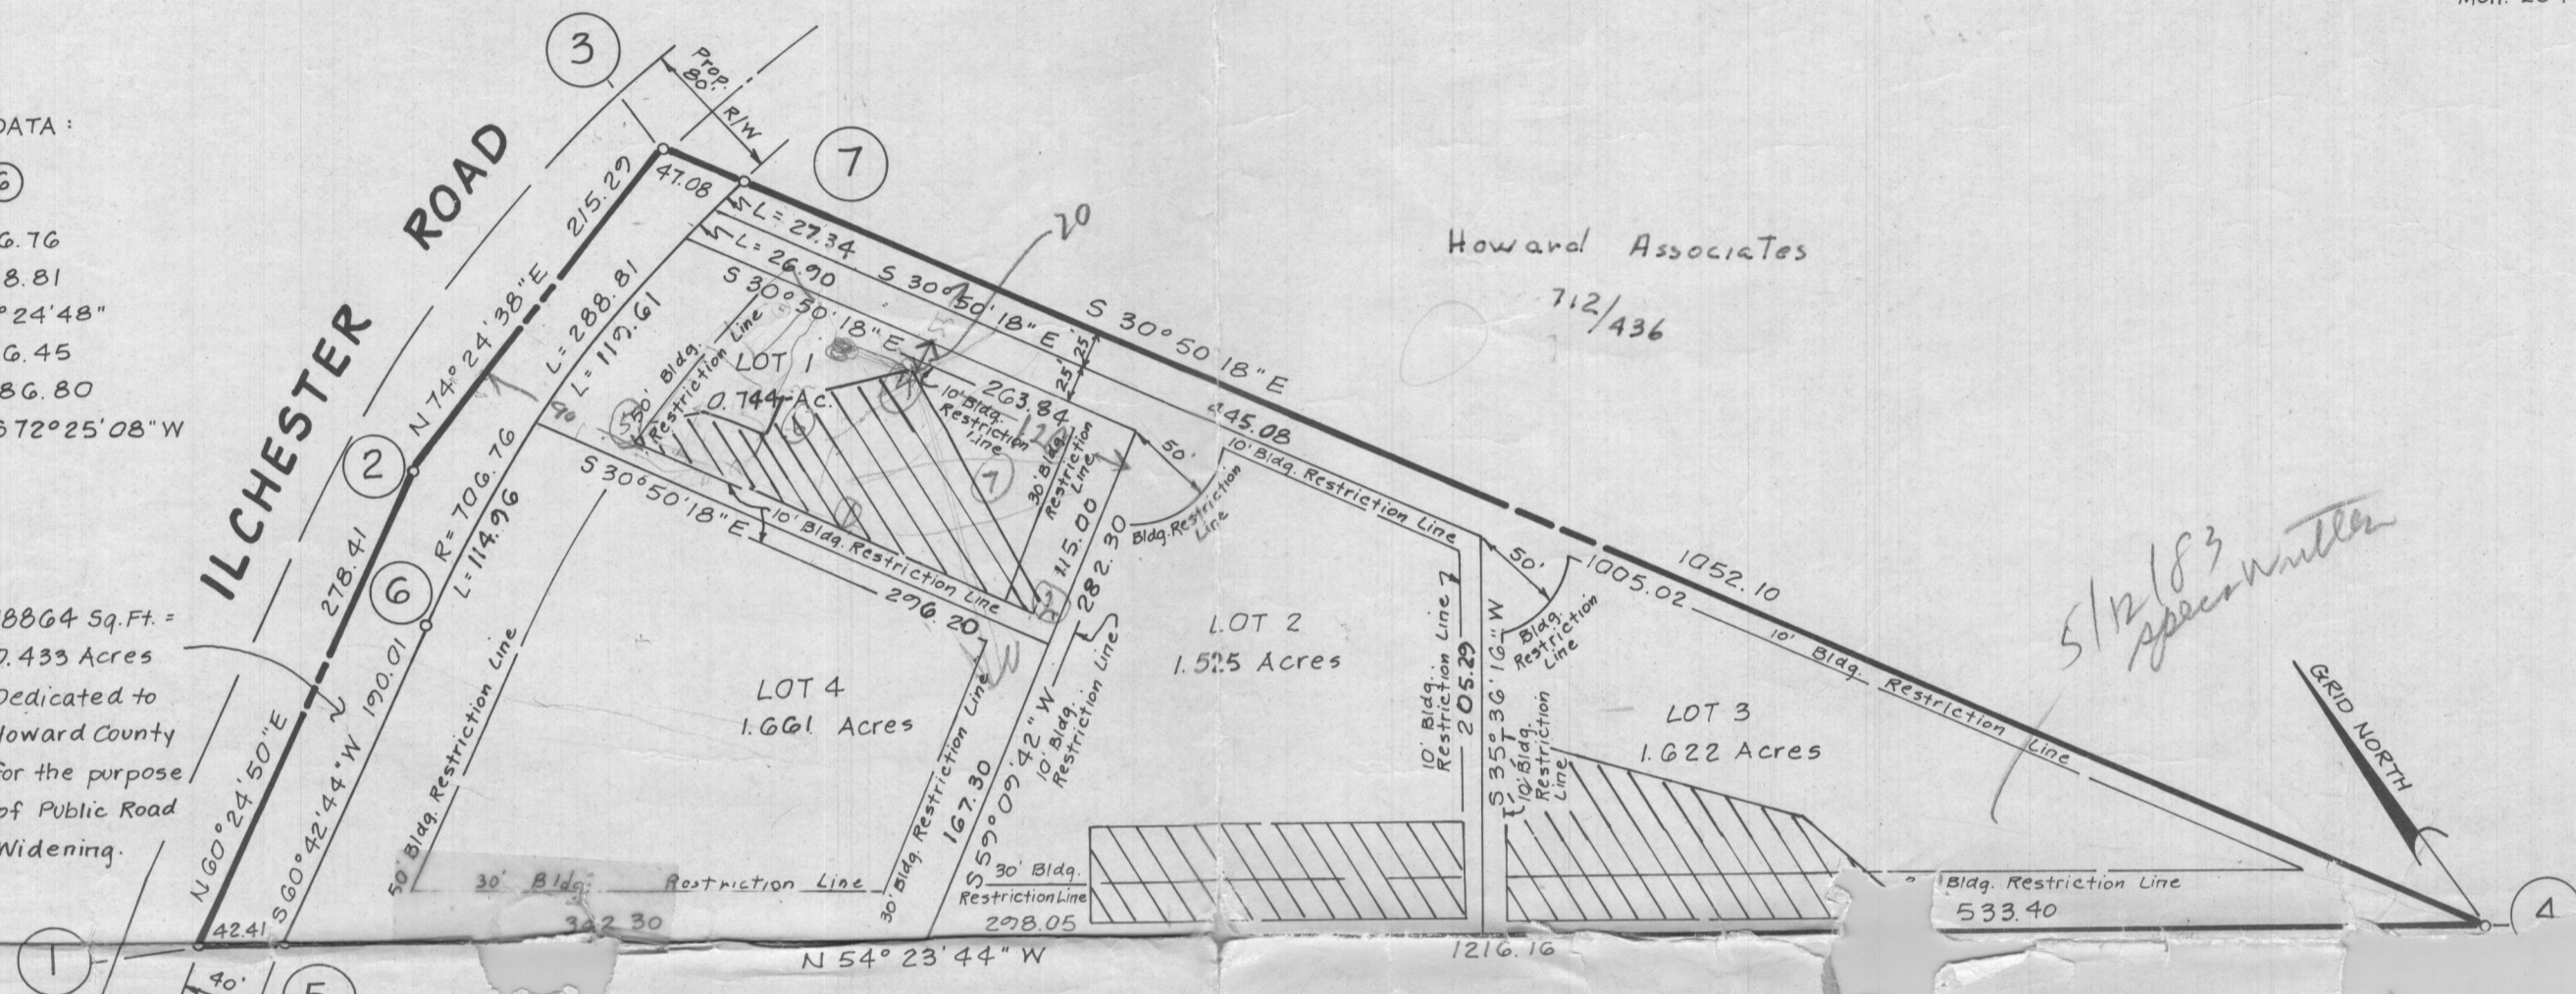 DATA :
3
Prop.
80'
R/W
7
ILCHESTER ROAD
6.76
8.81
°24'48"
6.45
86.80
S 72°25'08"W
47.08
215.29
N 74°24'38"E
L= 27.34
L= 26.90
S 30°50'18"E
S 30°50'18"E
S 30°50'18"E
20
L= 288.81
L= 119.61
Howard Associates
712/436
50' Bldg.
Restriction Line
LOT 1
0.744 Ac.
25'
25'
263.84
10' Bldg.
Restriction
Line
30' Bldg.
Restriction
Line
445.08
10' Bldg. Restriction Line
50'
Bldg. Restriction
Line
2
90
S 30°50'18"E
10' Bldg. Restriction Line
296.20
115.00
282.30
R= 706.76
L= 114.96
278.41
6
190.01
50'
Bldg.
Restriction
Line
1005.02
1052.10
10' Bldg. Restriction Line
5/12/83
GRID NORTH
8864 Sq.Ft. =
0.433 Acres
Dedicated to
Howard County
for the purpose
of Public Road
Widening.
N 60°24'50"E
S 60°42'44"W
50' Bldg. Restriction Line
LOT 4
1.661 Acres
30' Bldg. Restriction Line
167.30
S 59°09'42"W
10' Bldg.
Restriction Line
LOT 2
1.525 Acres
10' Bldg.
Restriction Line
205.29
S 35°36'16"W
10' Bldg.
Restriction
Line
LOT 3
1.622 Acres
30' Bldg. Restriction Line
30' Bldg.
Restriction Line
Bldg. Restriction Line
42.41
342.30
298.05
533.40
4
1
N 54°23'44"W
1216.16
40'
5